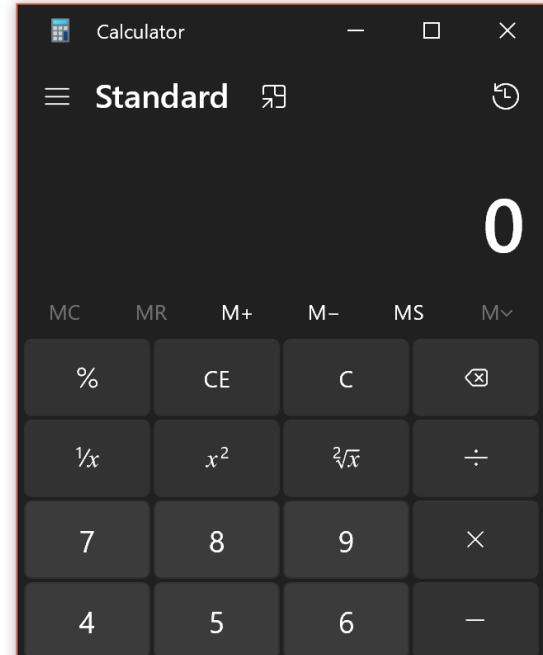 Calculator
Standard
0
MC MR M+ M− MS M
% CE C
¹/x x² ²√x ÷
7 8 9 ×
4 5 6 −